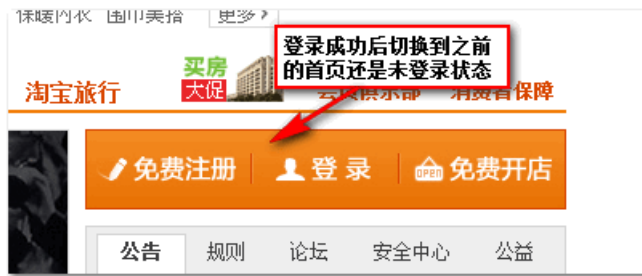 保暖内衣 围巾美搭 更多>
登录成功后切换到之前
的首页还是未登录状态
买房
大促
淘宝旅行 消费者保障
免费注册 登录 OPEN 免费开店
公告 规则 论坛 安全中心 公益